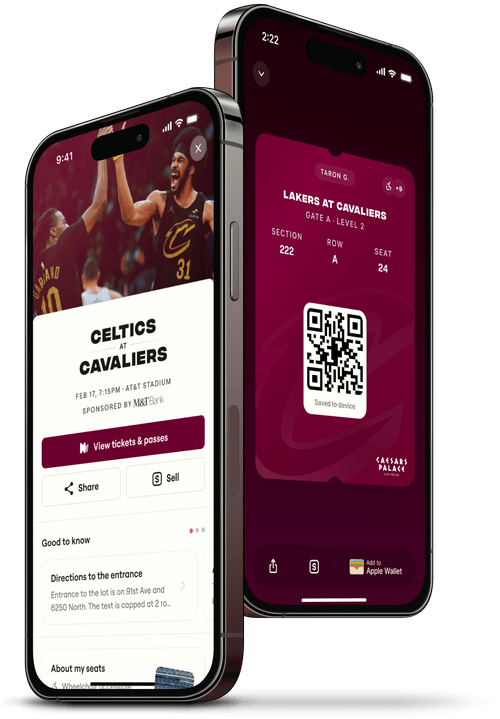 9:41
GARLAND
10
31
CELTICS
AT
CAVALIERS
FEB 17, 7:15PM · AT&T STADIUM
SPONSORED BY M&T Bank
View tickets & passes
Share
Sell
Good to know
Directions to the entrance
Entrance to the lot is on 91st Ave and
6250 North. The text is capped at 2 ro...
About my seats
Wheelchair accessible
2:22
TARON G.
+9
LAKERS AT CAVALIERS
GATE A · LEVEL 2
SECTION
ROW
SEAT
222
A
24
Saved to device
CAESARS
PALACE
LAS VEGAS
Add to
Apple Wallet